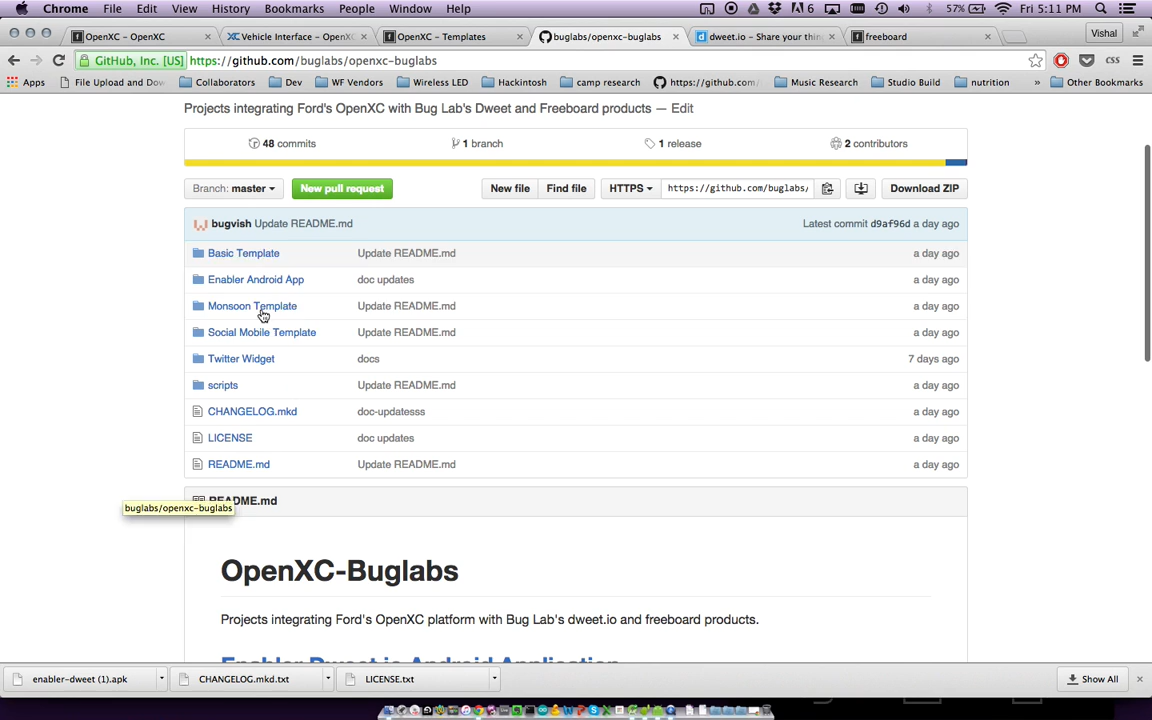 Chrome File Edit View History Bookmarks People Window Help 6 57% Fri 5:11 PM
OpenXC – OpenXC Vehicle Interface – OpenXC OpenXC – Templates buglabs/openxc-buglabs dweet.io – Share your thin freeboard Vishal
GitHub, Inc. [US] https://github.com/buglabs/openxc-buglabs CSS
Apps File Upload and Dow Collaborators Dev WF Vendors Wireless LED Hackintosh camp research https://github.com/ Music Research Studio Build nutrition » Other Bookmarks
Projects integrating Ford's OpenXC with Bug Lab's Dweet and Freeboard products — Edit
48 commits 1 branch 1 release 2 contributors
Branch: master New pull request New file Find file HTTPS https://github.com/buglabs/ Download ZIP
bugvish Update README.md Latest commit d9af96d a day ago
Basic Template Update README.md a day ago
Enabler Android App doc updates a day ago
Monsoon Template Update README.md a day ago
Social Mobile Template Update README.md a day ago
Twitter Widget docs 7 days ago
scripts Update README.md a day ago
CHANGELOG.mkd doc-updatesss a day ago
LICENSE doc updates a day ago
README.md Update README.md a day ago
README.md
buglabs/openxc-buglabs
OpenXC-Buglabs
Projects integrating Ford's OpenXC platform with Bug Lab's dweet.io and freeboard products.
Enabler Dweet.io Android Application
enabler-dweet (1).apk CHANGELOG.mkd.txt LICENSE.txt Show All